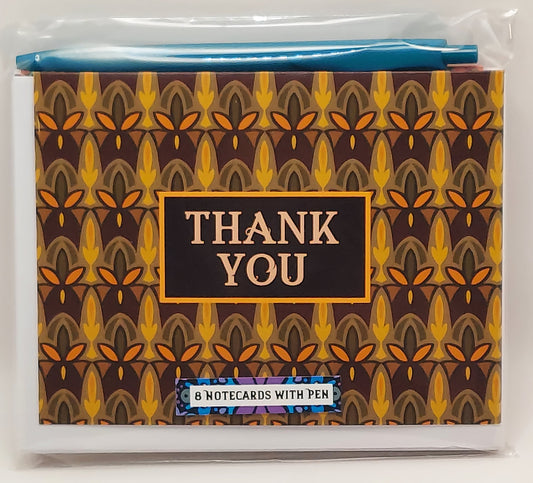 THANK
YOU
8 NOTECARDS WITH PEN